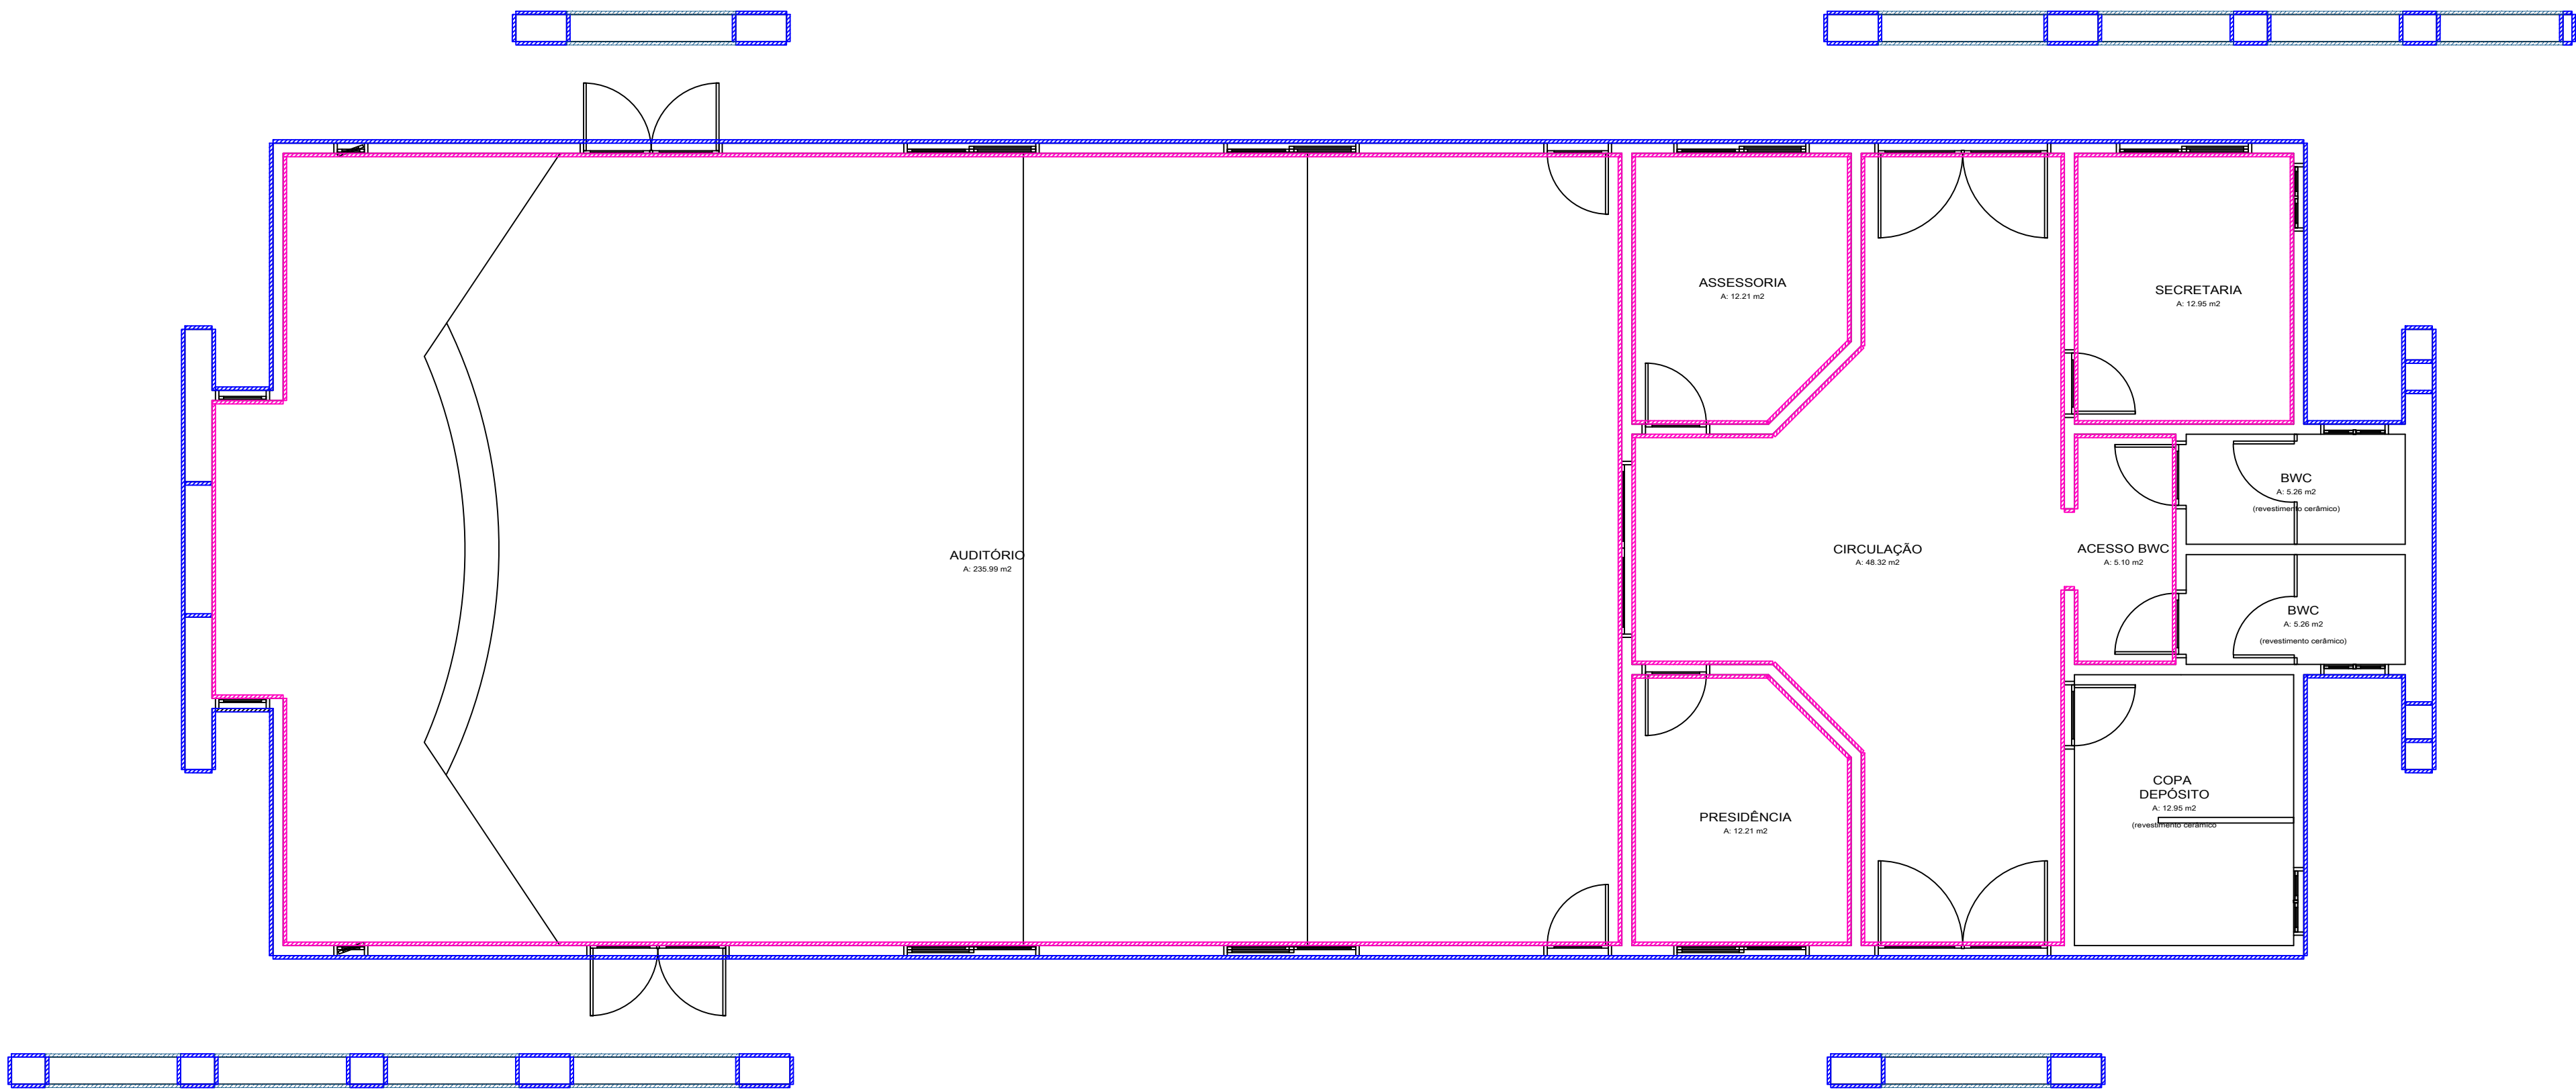 ASSESSORIA
A: 12.21 m2
SECRETARIA
A: 12.95 m2
BWC
A: 5.26 m2
(revestimento cerâmico)
AUDITÓRIO
A: 235.99 m2
CIRCULAÇÃO
A: 48.32 m2
ACESSO BWC
A: 5.10 m2
BWC
A: 5.26 m2
(revestimento cerâmico)
PRESIDÊNCIA
A: 12.21 m2
COPA
DEPÓSITO
A: 12.95 m2
(revestimento cerâmico